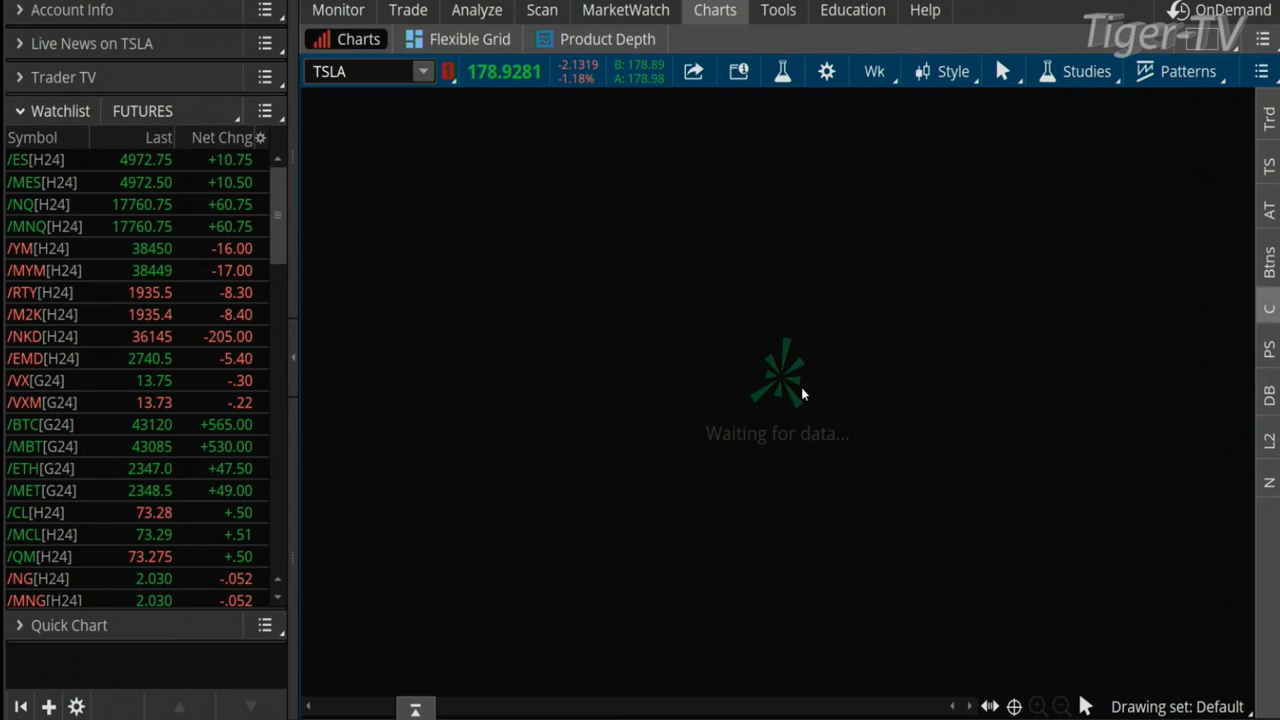 Account Info
Live News on TSLA
Trader TV
Watchlist FUTURES
Symbol Last Net Chng
/ES[H24] 4972.75 +10.75
/MES[H24] 4972.50 +10.50
/NQ[H24] 17760.75 +60.75
/MNQ[H24] 17760.75 +60.75
/YM[H24] 38450 -16.00
/MYM[H24] 38449 -17.00
/RTY[H24] 1935.5 -8.30
/M2K[H24] 1935.4 -8.40
/NKD[H24] 36145 -205.00
/EMD[H24] 2740.5 -5.40
/VX[G24] 13.75 -.30
/VXM[G24] 13.73 -.22
/BTC[G24] 43120 +565.00
/MBT[G24] 43085 +530.00
/ETH[G24] 2347.0 +47.50
/MET[G24] 2348.5 +49.00
/CL[H24] 73.28 +.50
/MCL[H24] 73.29 +.51
/QM[H24] 73.275 +.50
/NG[H24] 2.030 -.052
/MNG[H24] 2.030 -.052
Quick Chart
Monitor Trade Analyze Scan MarketWatch Charts Tools Education Help OnDemand
Tiger-TV
Charts Flexible Grid Product Depth
TSLA 178.9281 -2.1319 B: 178.89 Wk Style Studies Patterns
-1.18% A: 178.98
Waiting for data...
Trd
TS
AT
Btns
C
PS
DB
L2
N
Drawing set: Default